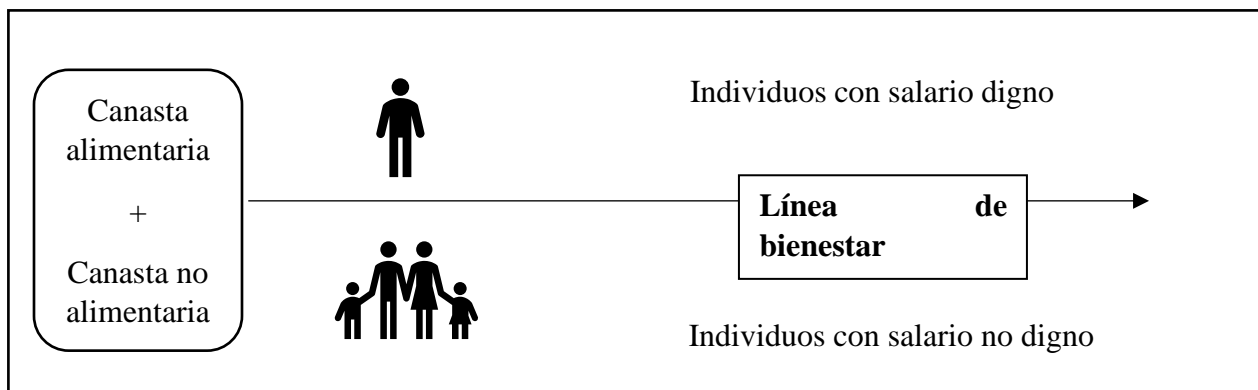 Canasta
alimentaria
+
Canasta no
alimentaria
Individuos con salario digno
Línea de
bienestar
Individuos con salario no digno